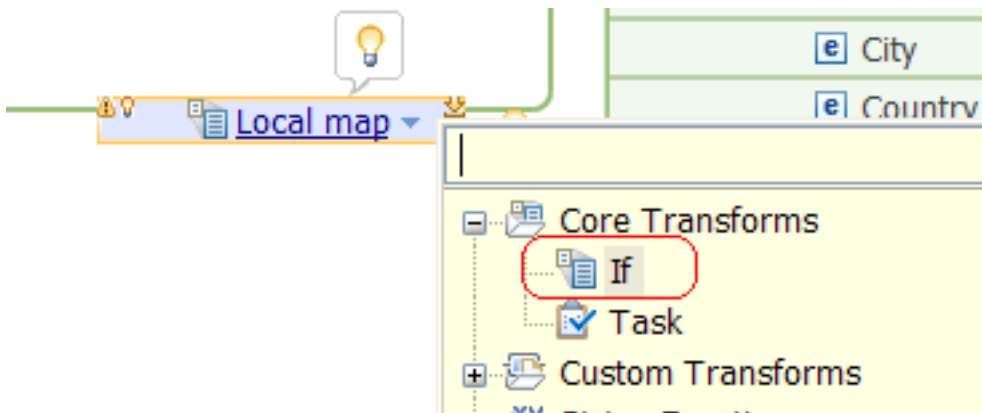 City
Country
Local map
Core Transforms
If
Task
Custom Transforms